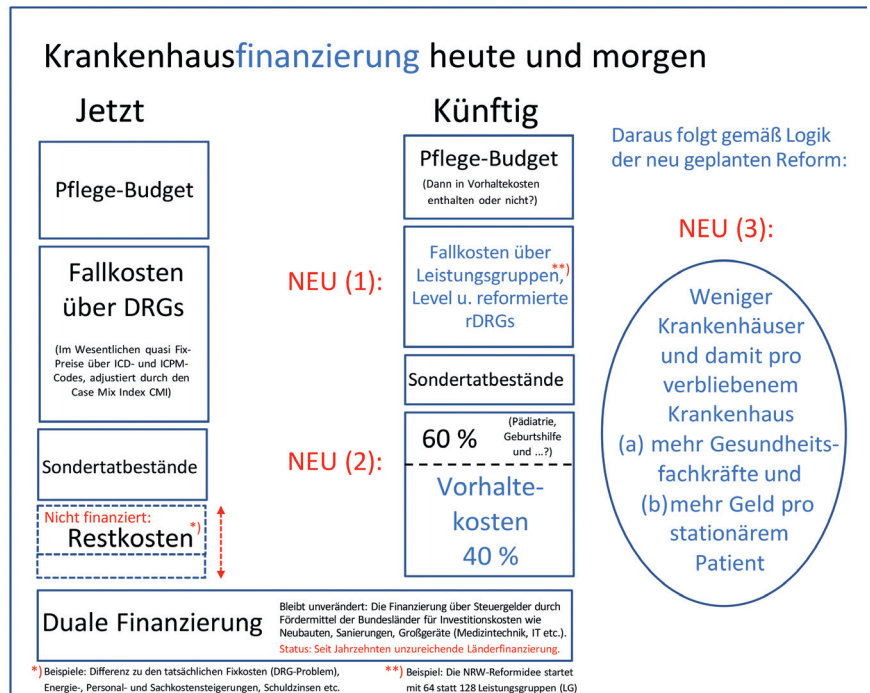 Krankenhausfinanzierung heute und morgen
Jetzt
Pflege-Budget
Fallkosten
über DRGs
(Im Wesentlichen quasi Fix-
Preise über ICD- und ICPM-
Codes, adjustiert durch den
Case Mix Index CMI)
Sondertatbestände
Nicht finanziert:
Restkosten*)
Künftig
Pflege-Budget
(Dann in Vorhaltekosten
enthalten oder nicht?)
NEU (1):
Fallkosten über
Leistungsgruppen,**)
Level u. reformierte
rDRGs
Sondertatbestände
NEU (2):
60 %
(Pädiatrie,
Geburtshilfe
und ...?)
Vorhalte-
kosten
40 %
Daraus folgt gemäß Logik
der neu geplanten Reform:
NEU (3):
Weniger
Krankenhäuser
und damit pro
verbliebenem
Krankenhaus
(a) mehr Gesundheits-
fachkräfte und
(b)mehr Geld pro
stationärem
Patient
Duale Finanzierung
Bleibt unverändert: Die Finanzierung über Steuergelder durch
Fördermittel der Bundesländer für Investitionskosten wie
Neubauten, Sanierungen, Großgeräte (Medizintechnik, IT etc.).
Status: Seit Jahrzehnten unzureichende Länderfinanzierung.
*) Beispiele: Differenz zu den tatsächlichen Fixkosten (DRG-Problem),
Energie-, Personal- und Sachkostensteigerungen, Schuldzinsen etc.
**) Beispiel: Die NRW-Reformidee startet
mit 64 statt 128 Leistungsgruppen (LG)